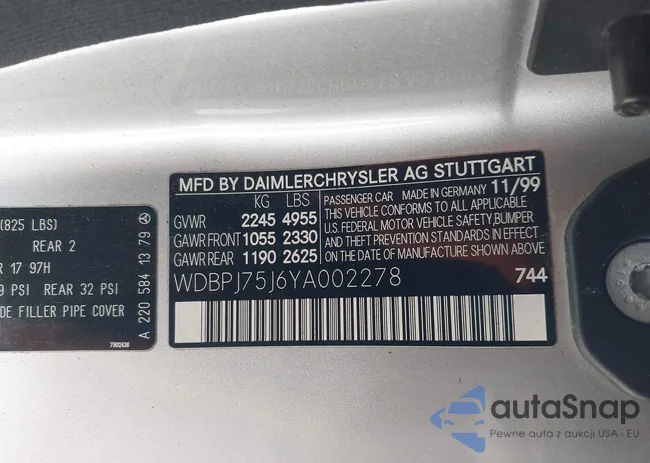 (825 LBS)
REAR 2
17 97H
PSI REAR 32 PSI
DE FILLER PIPE COVER
A 220 584 13 79
7902436
MFD BY DAIMLERCHRYSLER AG STUTTGART
KG LBS
GVWR 2245 4955
GAWR FRONT 1055 2330
GAWR REAR 1190 2625
PASSENGER CAR MADE IN GERMANY 11/99
THIS VEHICLE CONFORMS TO ALL APPLICABLE
U.S. FEDERAL MOTOR VEHICLE SAFETY, BUMPER
AND THEFT PREVENTION STANDARDS IN EFFECT
ON THE DATE OF MANUFACTURE SHOWN ABOVE
WDBPJ75J6YA002278 744
autoSnap
Pewne auta z aukcji USA i EU